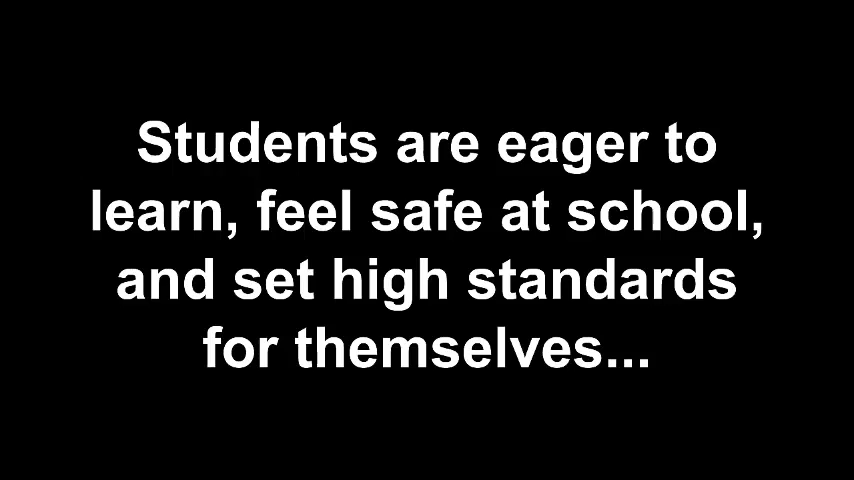 Students are eager to
learn, feel safe at school,
and set high standards
for themselves...